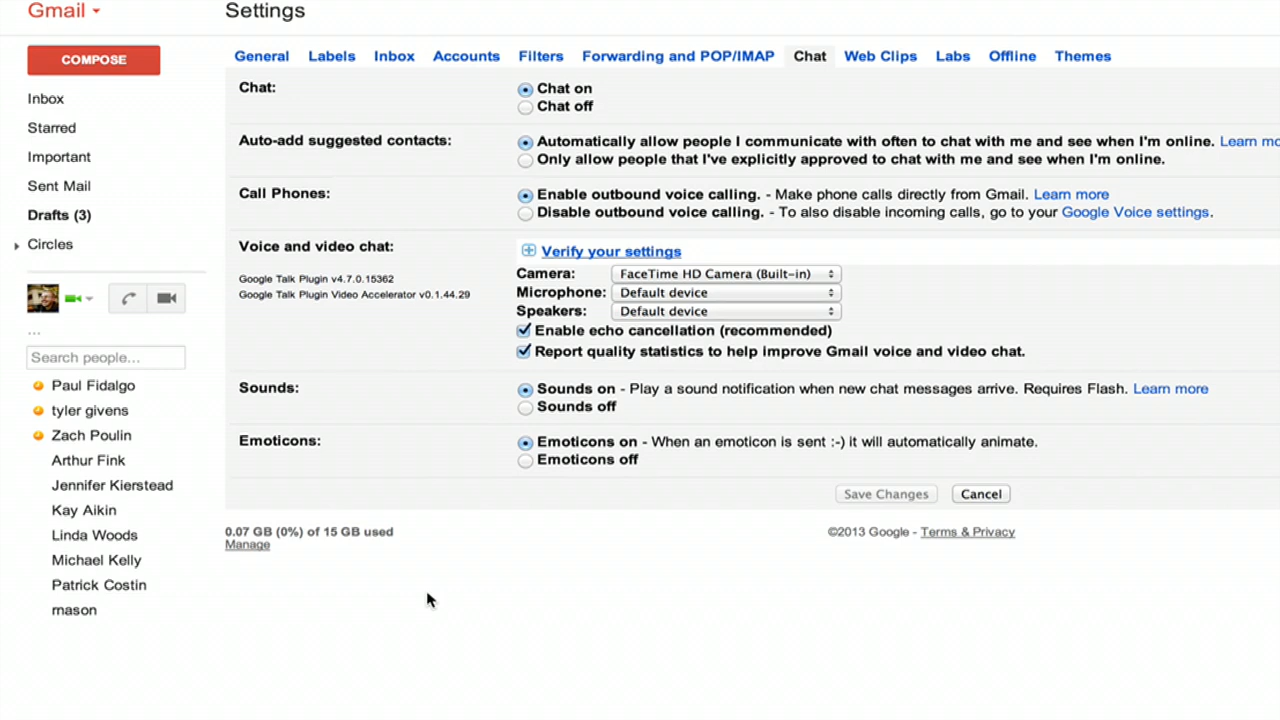 Gmail
Settings
COMPOSE
General Labels Inbox Accounts Filters Forwarding and POP/IMAP Chat Web Clips Labs Offline Themes
Inbox
Starred
Important
Sent Mail
Drafts (3)
Circles
...
Search people...
Paul Fidalgo
tyler givens
Zach Poulin
Arthur Fink
Jennifer Kierstead
Kay Aikin
Linda Woods
Michael Kelly
Patrick Costin
mason
Chat:
Chat on
Chat off
Auto-add suggested contacts:
Automatically allow people I communicate with often to chat with me and see when I'm online. Learn mo
Only allow people that I've explicitly approved to chat with me and see when I'm online.
Call Phones:
Enable outbound voice calling. - Make phone calls directly from Gmail. Learn more
Disable outbound voice calling. - To also disable incoming calls, go to your Google Voice settings.
Voice and video chat:
Google Talk Plugin v4.7.0.15362
Google Talk Plugin Video Accelerator v0.1.44.29
Verify your settings
Camera: FaceTime HD Camera (Built-in)
Microphone: Default device
Speakers: Default device
Enable echo cancellation (recommended)
Report quality statistics to help improve Gmail voice and video chat.
Sounds:
Sounds on - Play a sound notification when new chat messages arrive. Requires Flash. Learn more
Sounds off
Emoticons:
Emoticons on - When an emoticon is sent :-) it will automatically animate.
Emoticons off
Save Changes Cancel
0.07 GB (0%) of 15 GB used
Manage
©2013 Google - Terms & Privacy